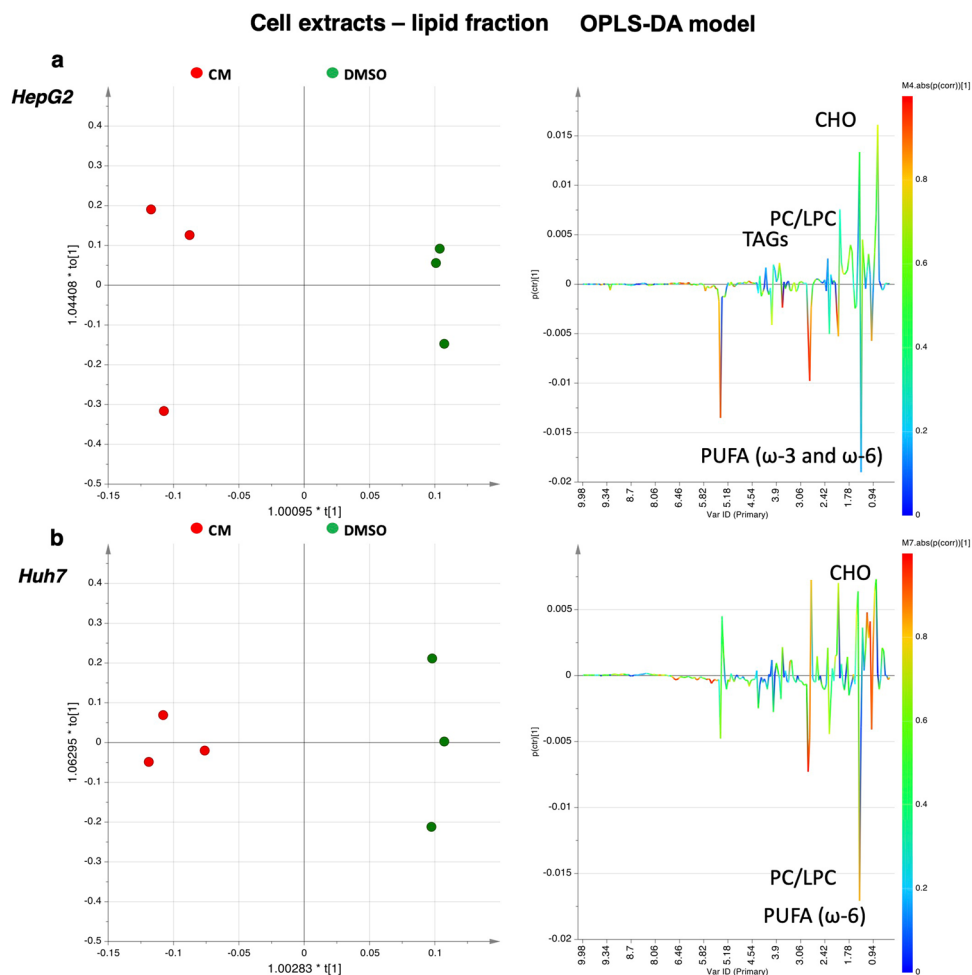 Cell extracts – lipid fraction OPLS-DA model
a
HepG2
CM DMSO
0.4
0.3
0.2
0.1
0
-0.1
-0.2
-0.3
-0.4
-0.5
1.04408 * to[1]
-0.15 -0.1 -0.05 0 0.05 0.1
1.00095 * t[1]
M4.abs(p(corr))[1]
CHO
PC/LPC
TAGs
PUFA (ω-3 and ω-6)
0.015
0.01
0.005
0
-0.005
-0.01
-0.015
-0.02
p(ctr)[1]
9.98 9.34 8.7 8.06 6.46 5.82 5.18 4.54 3.9 3.06 2.42 1.78 0.94
Var ID (Primary)
0.8
0.6
0.4
0.2
0
b
Huh7
CM DMSO
0.4
0.3
0.2
0.1
0
-0.1
-0.2
-0.3
-0.4
-0.5
1.06295 * to[1]
-0.15 -0.1 -0.05 0 0.05 0.1
1.00283 * t[1]
M7.abs(p(corr))[1]
CHO
PC/LPC
PUFA (ω-6)
0.005
0
-0.005
-0.01
-0.015
-0.02
p(ctr)[1]
9.98 9.34 8.7 8.06 6.46 5.82 5.18 4.54 3.9 3.06 2.42 1.78 0.94
Var ID (Primary)
0.8
0.6
0.4
0.2
0